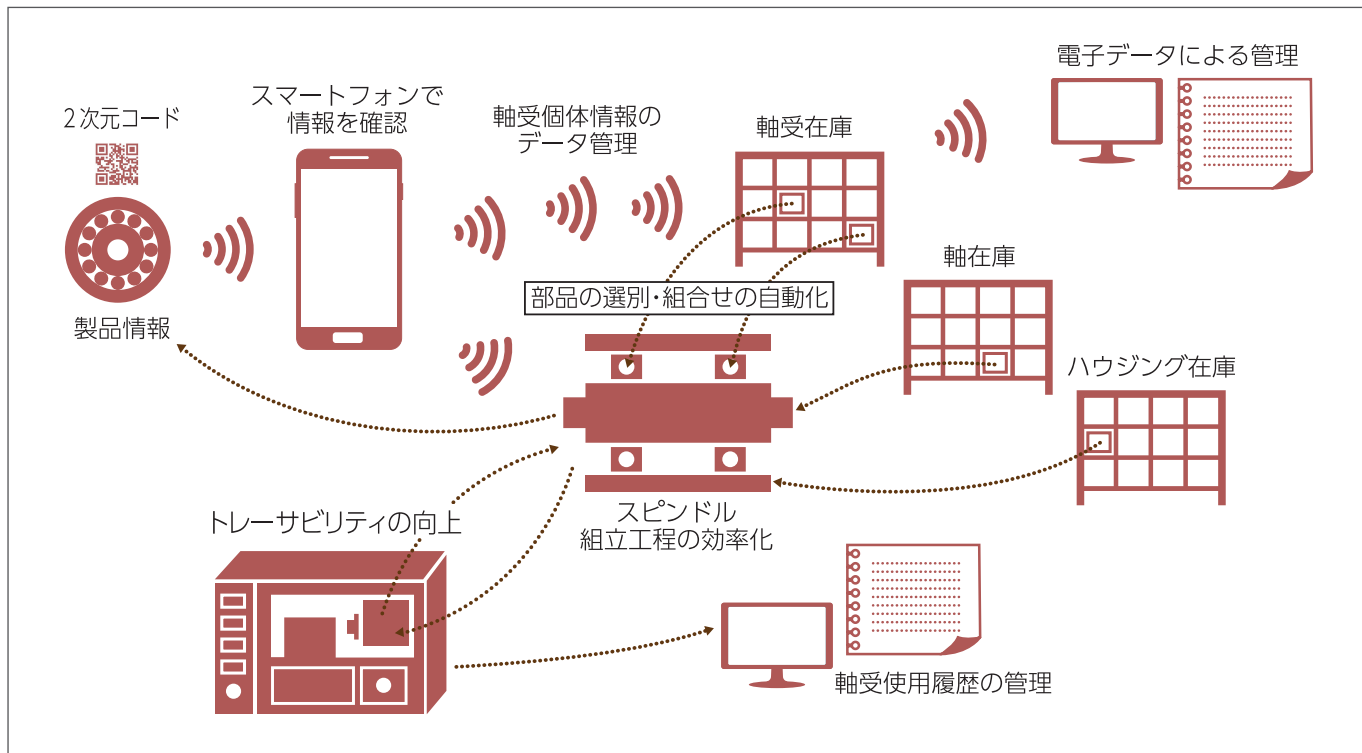 2次元コード
スマートフォンで
情報を確認
軸受個体情報の
データ管理
軸受在庫
電子データによる管理
製品情報
部品の選別・組合せの自動化
軸在庫
ハウジング在庫
スピンドル
組立工程の効率化
トレーサビリティの向上
軸受使用履歴の管理